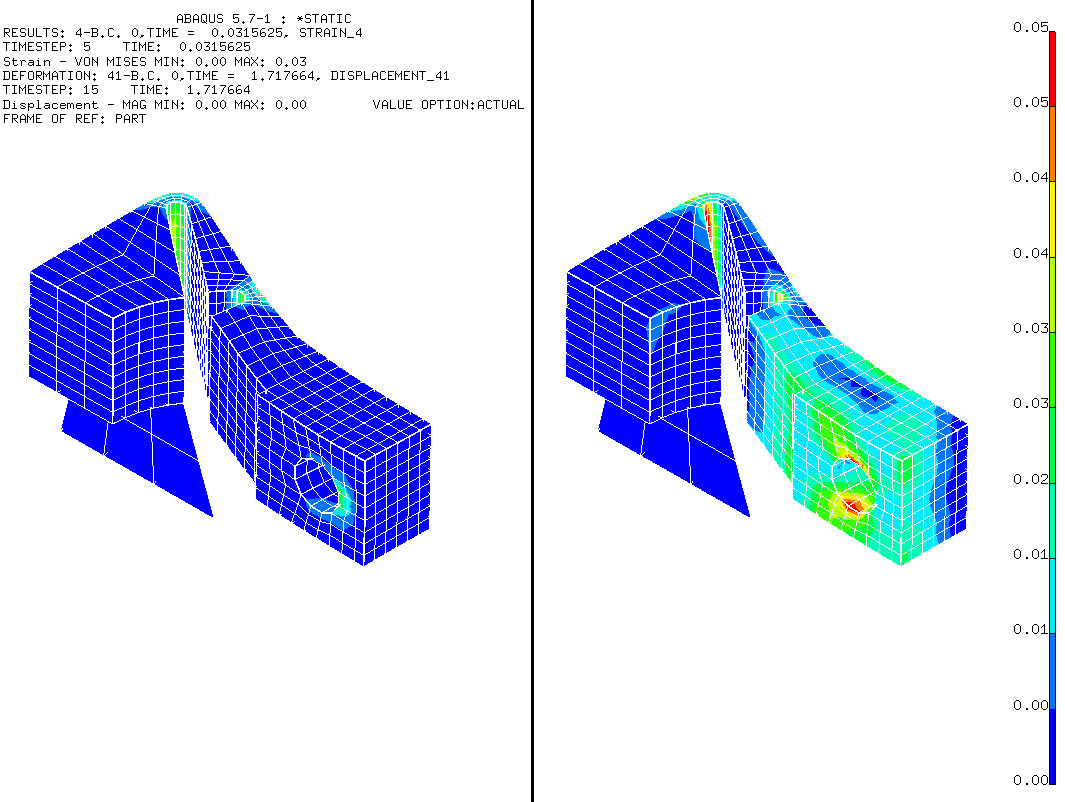 ABAQUS 5.7-1 : *STATIC
RESULTS: 4-B.C. 0,TIME = 0.0315625, STRAIN_4
TIMESTEP: 5 TIME: 0.0315625
Strain - VON MISES MIN: 0.00 MAX: 0.03
DEFORMATION: 41-B.C. 0,TIME = 1.717664, DISPLACEMENT_41
TIMESTEP: 15 TIME: 1.717664
Displacement - MAG MIN: 0.00 MAX: 0.00 VALUE OPTION:ACTUAL
FRAME OF REF: PART
0.05
0.05
0.04
0.04
0.03
0.03
0.02
0.01
0.01
0.00
0.00